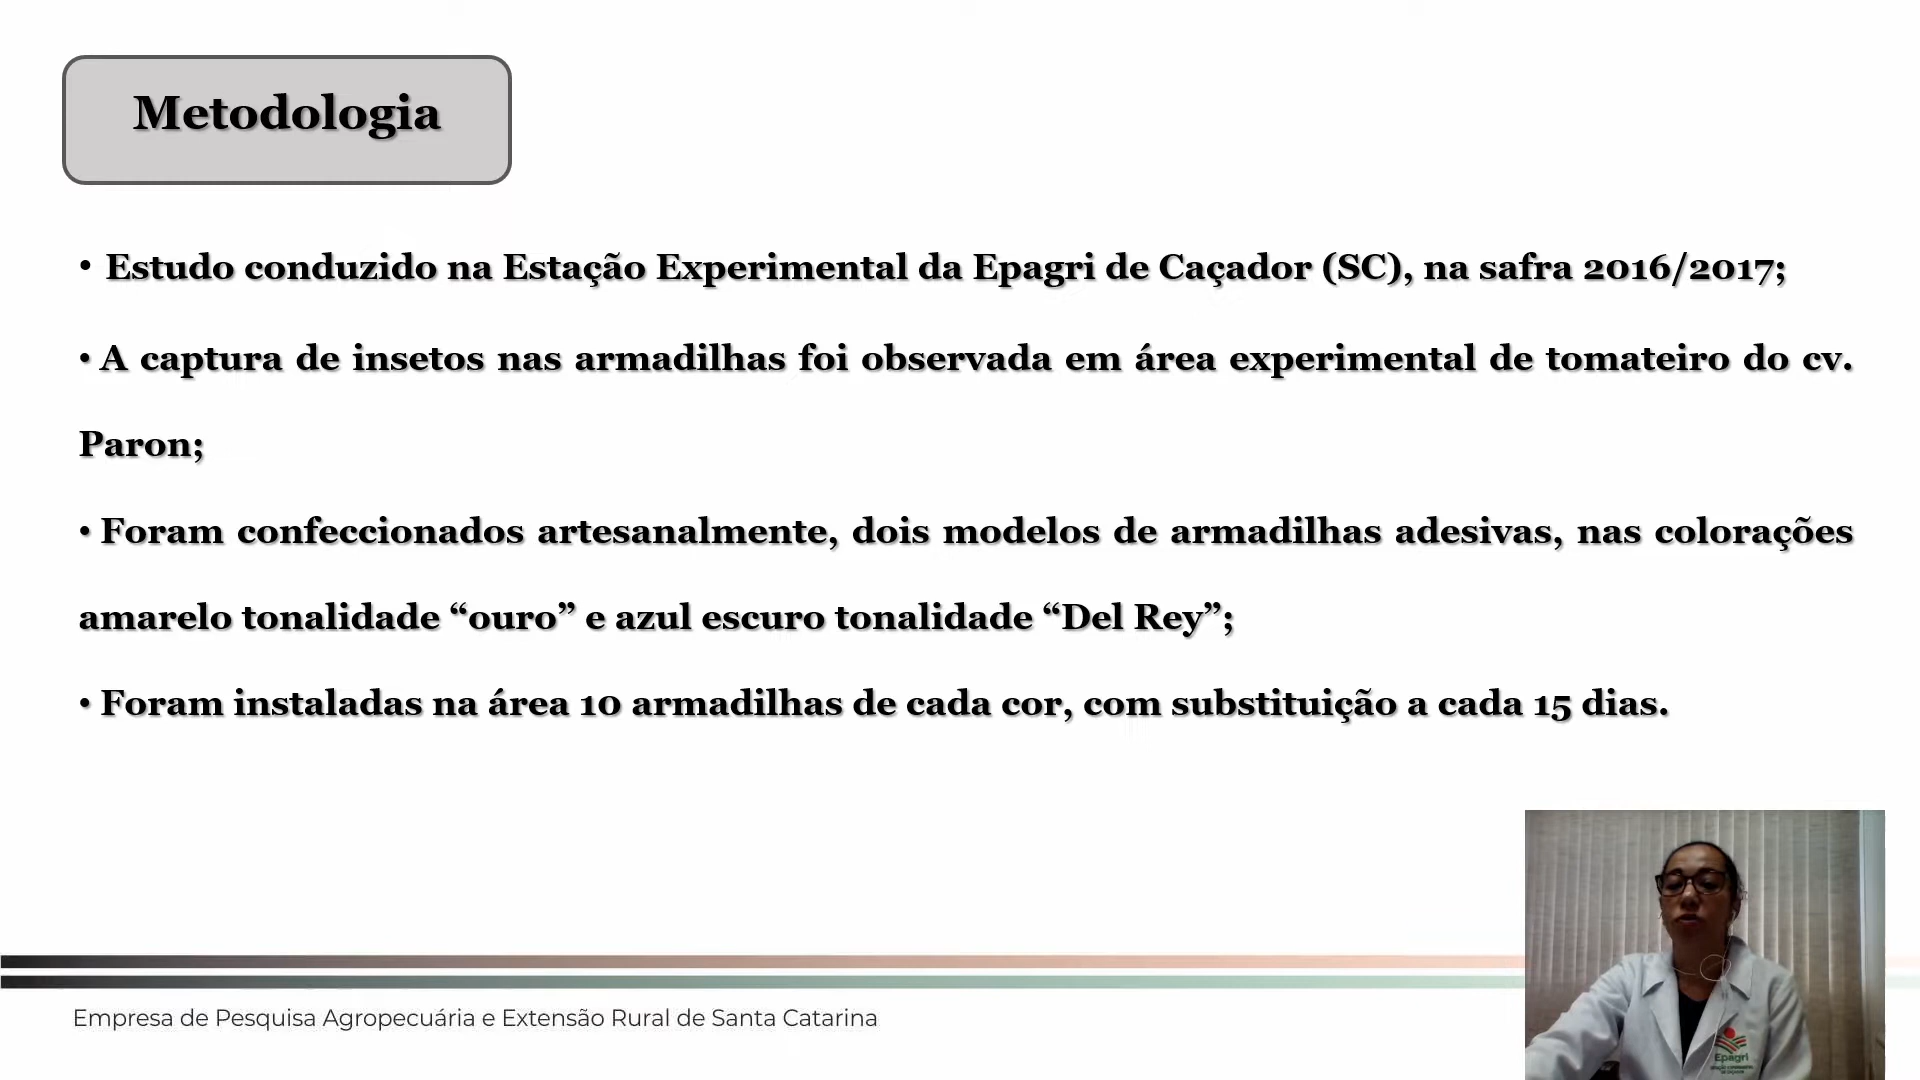 Metodologia
• Estudo conduzido na Estação Experimental da Epagri de Caçador (SC), na safra 2016/2017;
• A captura de insetos nas armadilhas foi observada em área experimental de tomateiro do cv.
Paron;
• Foram confeccionados artesanalmente, dois modelos de armadilhas adesivas, nas colorações
amarelo tonalidade “ouro” e azul escuro tonalidade “Del Rey”;
• Foram instaladas na área 10 armadilhas de cada cor, com substituição a cada 15 dias.
Empresa de Pesquisa Agropecuária e Extensão Rural de Santa Catarina
Epagri